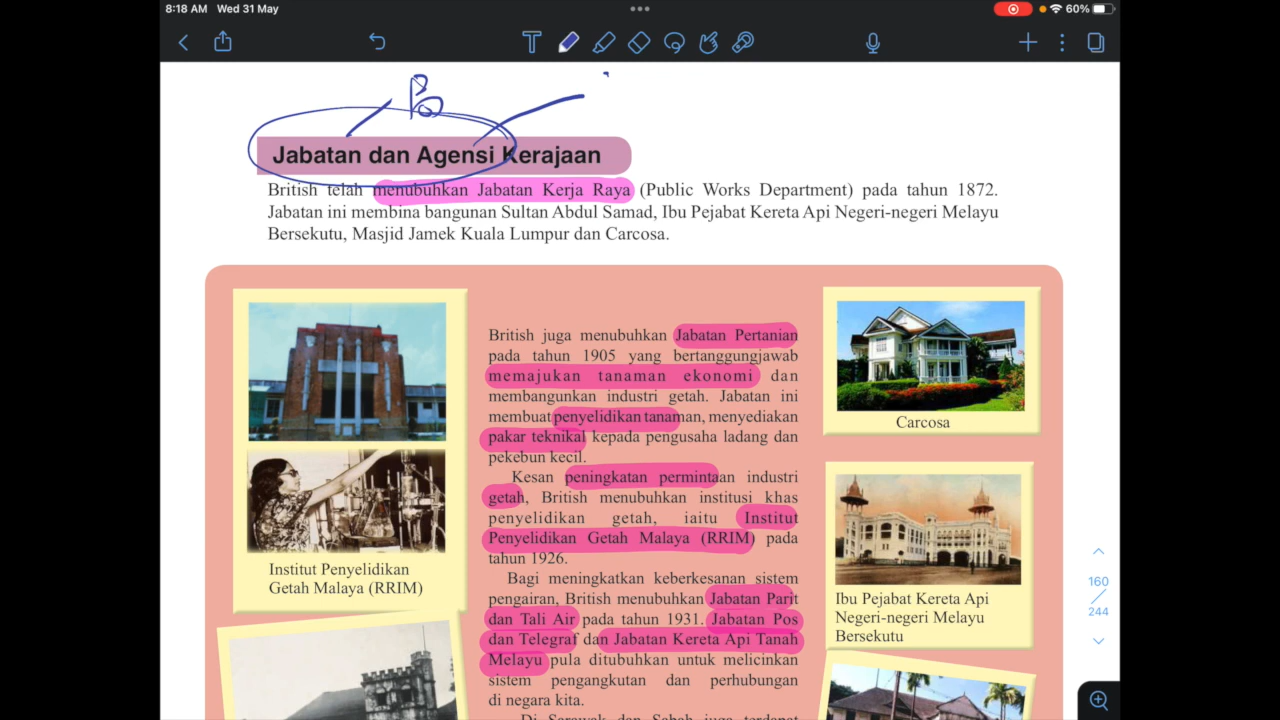 8:18 AM Wed 31 May
60%
Jabatan dan Agensi Kerajaan
British telah menubuhkan Jabatan Kerja Raya (Public Works Department) pada tahun 1872.
Jabatan ini membina bangunan Sultan Abdul Samad, Ibu Pejabat Kereta Api Negeri-negeri Melayu
Bersekutu, Masjid Jamek Kuala Lumpur dan Carcosa.
Institut Penyelidikan
Getah Malaya (RRIM)
British juga menubuhkan Jabatan Pertanian
pada tahun 1905 yang bertanggungjawab
memajukan tanaman ekonomi dan
membangunkan industri getah. Jabatan ini
membuat penyelidikan tanaman, menyediakan
pakar teknikal kepada pengusaha ladang dan
pekebun kecil.
Kesan peningkatan permintaan industri
getah, British menubuhkan institusi khas
penyelidikan getah, iaitu Institut
Penyelidikan Getah Malaya (RRIM) pada
tahun 1926.
Bagi meningkatkan keberkesanan sistem
pengairan, British menubuhkan Jabatan Parit
dan Tali Air pada tahun 1931. Jabatan Pos
dan Telegraf dan Jabatan Kereta Api Tanah
Melayu pula ditubuhkan untuk melicinkan
sistem pengangkutan dan perhubungan
di negara kita.
Di Sarawak dan Sabah juga terdapat
Carcosa
Ibu Pejabat Kereta Api
Negeri-negeri Melayu
Bersekutu
160
244